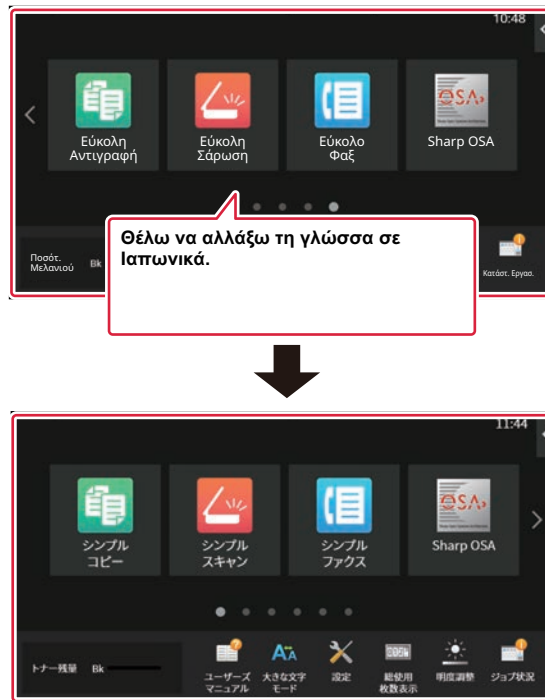 10:48
Εύκολη
Αντιγραφή
Εύκολη
Σάρωση
Εύκολο
Φαξ
Sharp OSA
Θέλω να αλλάξω τη γλώσσα σε
Ιαπωνικά.
Ποσότ.
Μελανιού
Bk
Κατάστ. Εργασ.
11:44
シンプル
コピー
シンプル
スキャン
シンプル
ファクス
Sharp OSA
トナー残量 Bk
ユーザーズ
マニュアル
大きな文字
モード
設定
総使用
枚数表示
明度調整
ジョブ状況